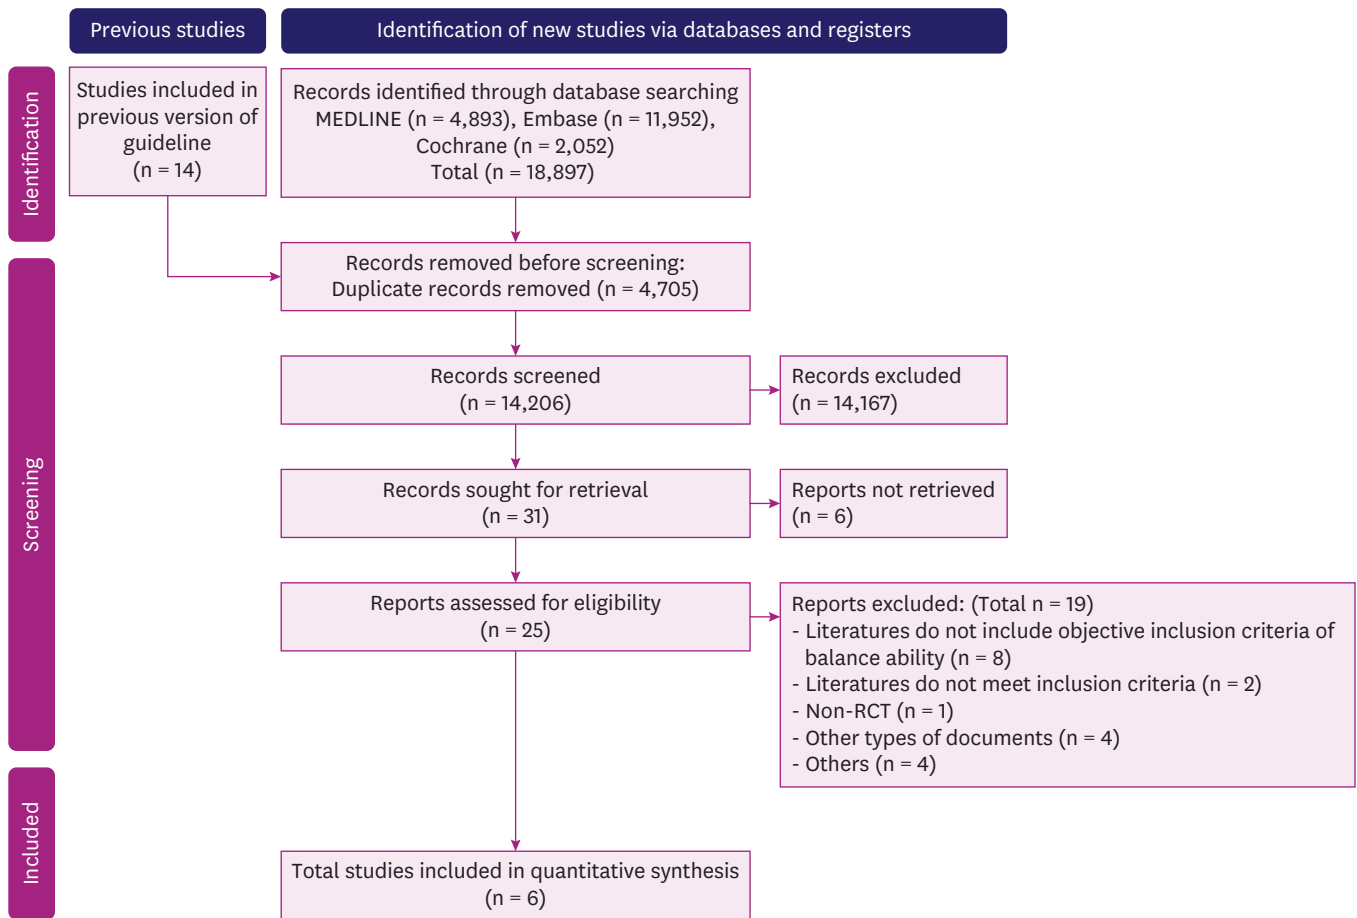 Previous studies
Identification of new studies via databases and registers
Identification
Studies included in
previous version of
guideline
(n = 14)
Records identified through database searching
MEDLINE (n = 4,893), Embase (n = 11,952),
Cochrane (n = 2,052)
Total (n = 18,897)
Screening
Records removed before screening:
Duplicate records removed (n = 4,705)
Records screened
(n = 14,206)
Records excluded
(n = 14,167)
Records sought for retrieval
(n = 31)
Reports not retrieved
(n = 6)
Reports assessed for eligibility
(n = 25)
Reports excluded: (Total n = 19)
- Literatures do not include objective inclusion criteria of
balance ability (n = 8)
- Literatures do not meet inclusion criteria (n = 2)
- Non-RCT (n = 1)
- Other types of documents (n = 4)
- Others (n = 4)
Included
Total studies included in quantitative synthesis
(n = 6)